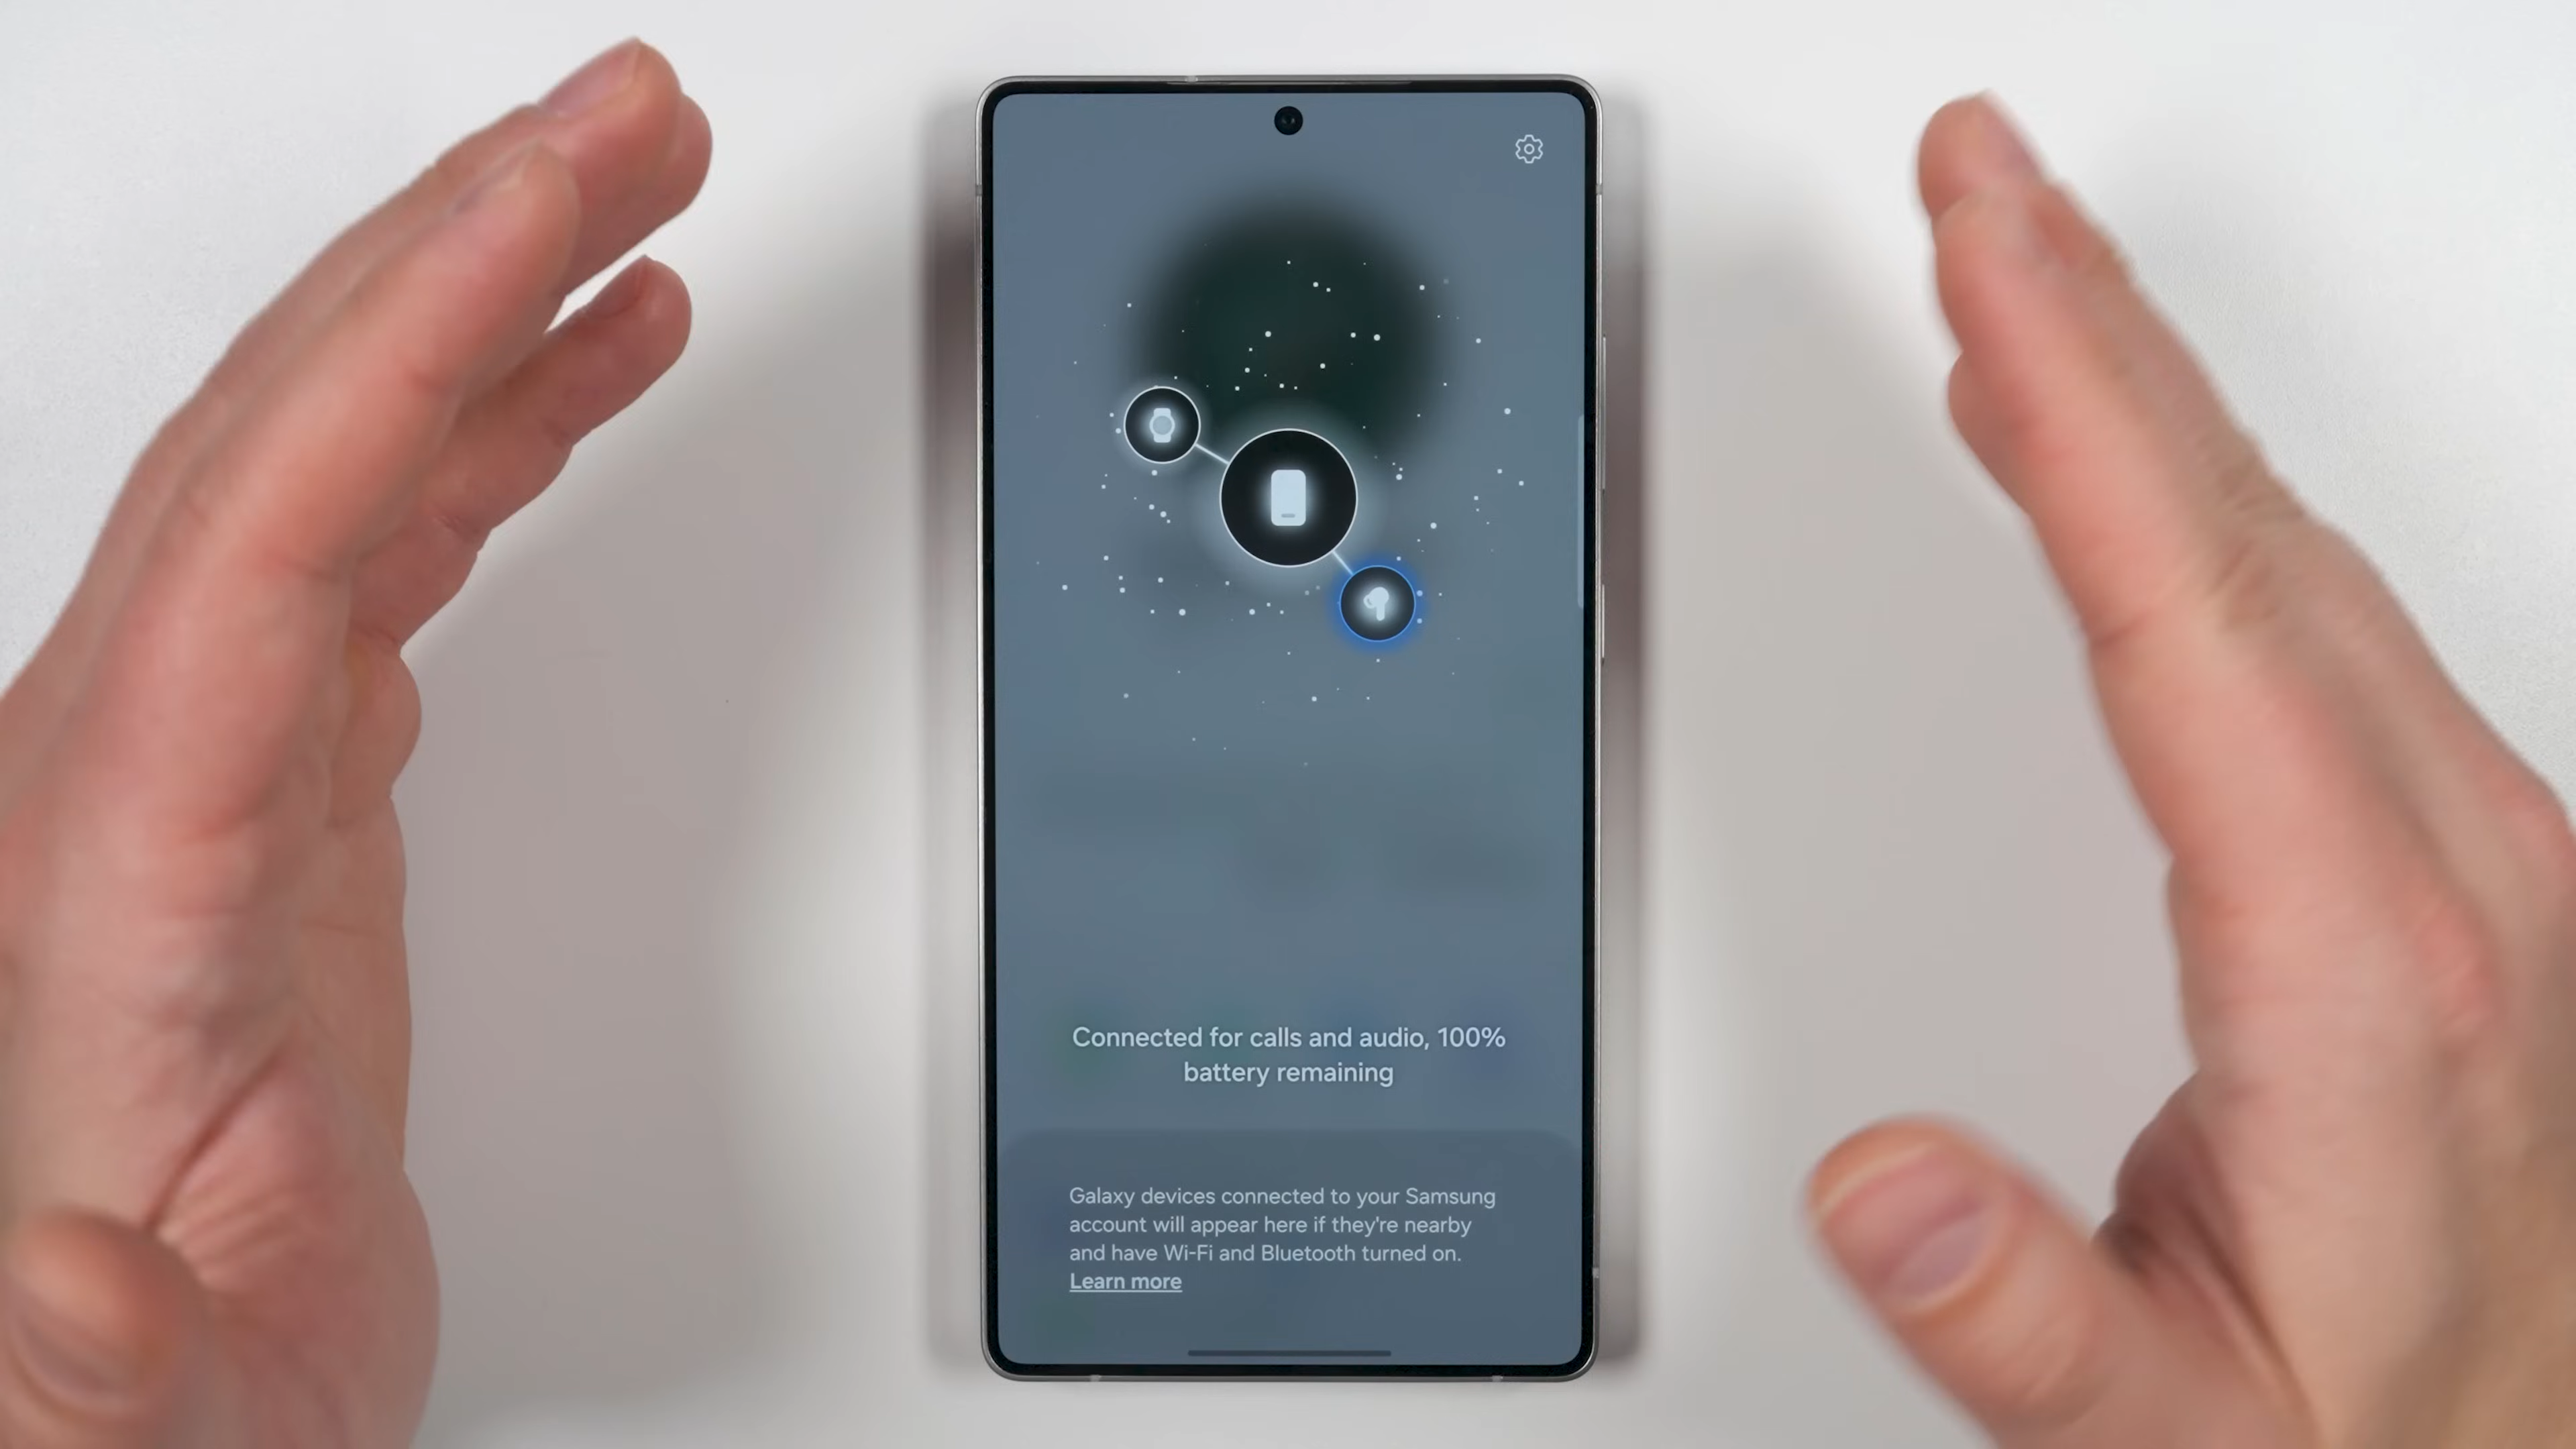 Connected for calls and audio, 100%
battery remaining
Galaxy devices connected to your Samsung
account will appear here if they're nearby
and have Wi-Fi and Bluetooth turned on.
Learn more